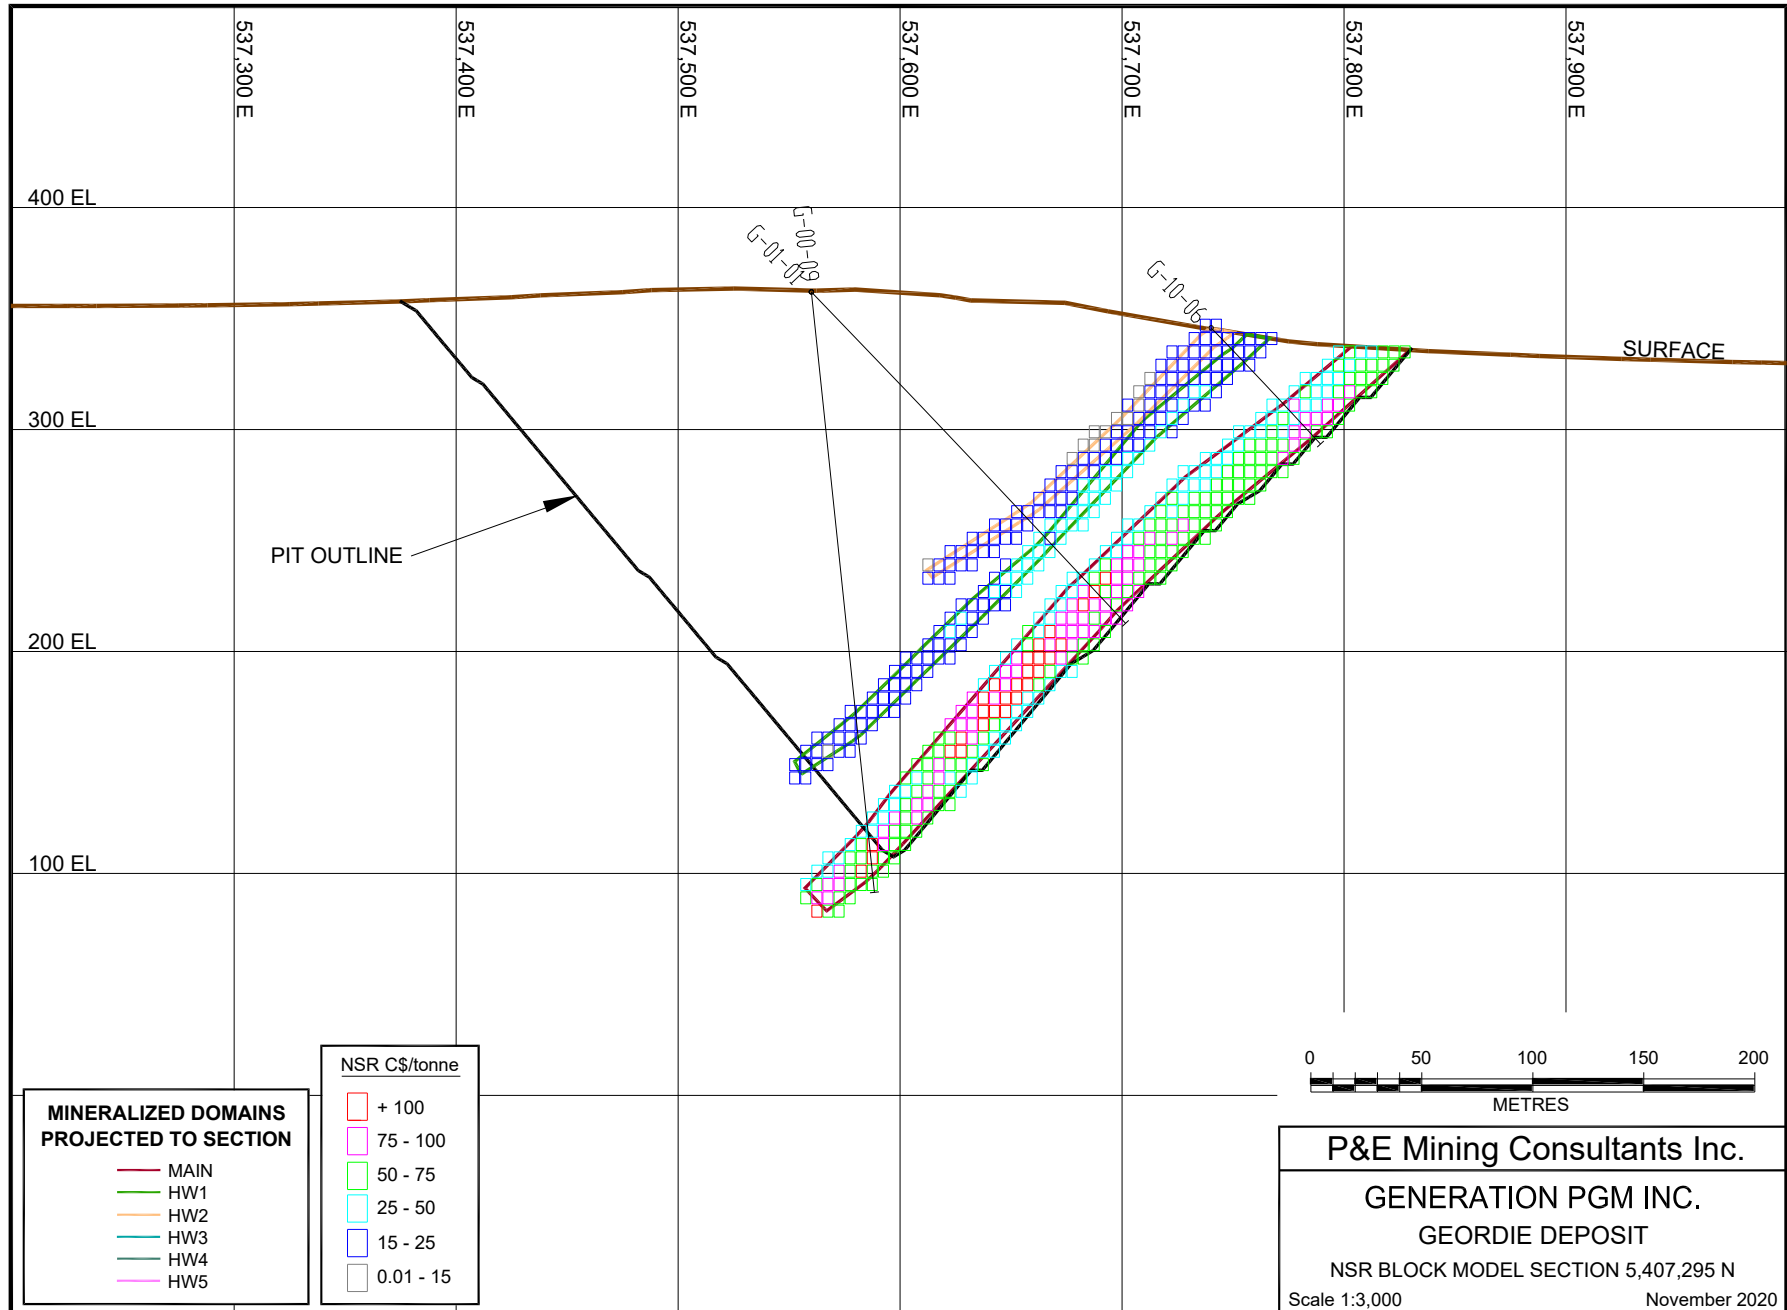 537,300 E
537,400 E
537,500 E
537,600 E
537,700 E
537,800 E
537,900 E
400 EL
G-00-09
G-01-01
G-10-06
SURFACE
300 EL
PIT OUTLINE
200 EL
100 EL
MINERALIZED DOMAINS
PROJECTED TO SECTION
MAIN
HW1
HW2
HW3
HW4
HW5
NSR C$/tonne
+ 100
75 - 100
50 - 75
25 - 50
15 - 25
0.01 - 15
0 50 100 150 200
METRES
P&E Mining Consultants Inc.
GENERATION PGM INC.
GEORDIE DEPOSIT
NSR BLOCK MODEL SECTION 5,407,295 N
Scale 1:3,000 November 2020